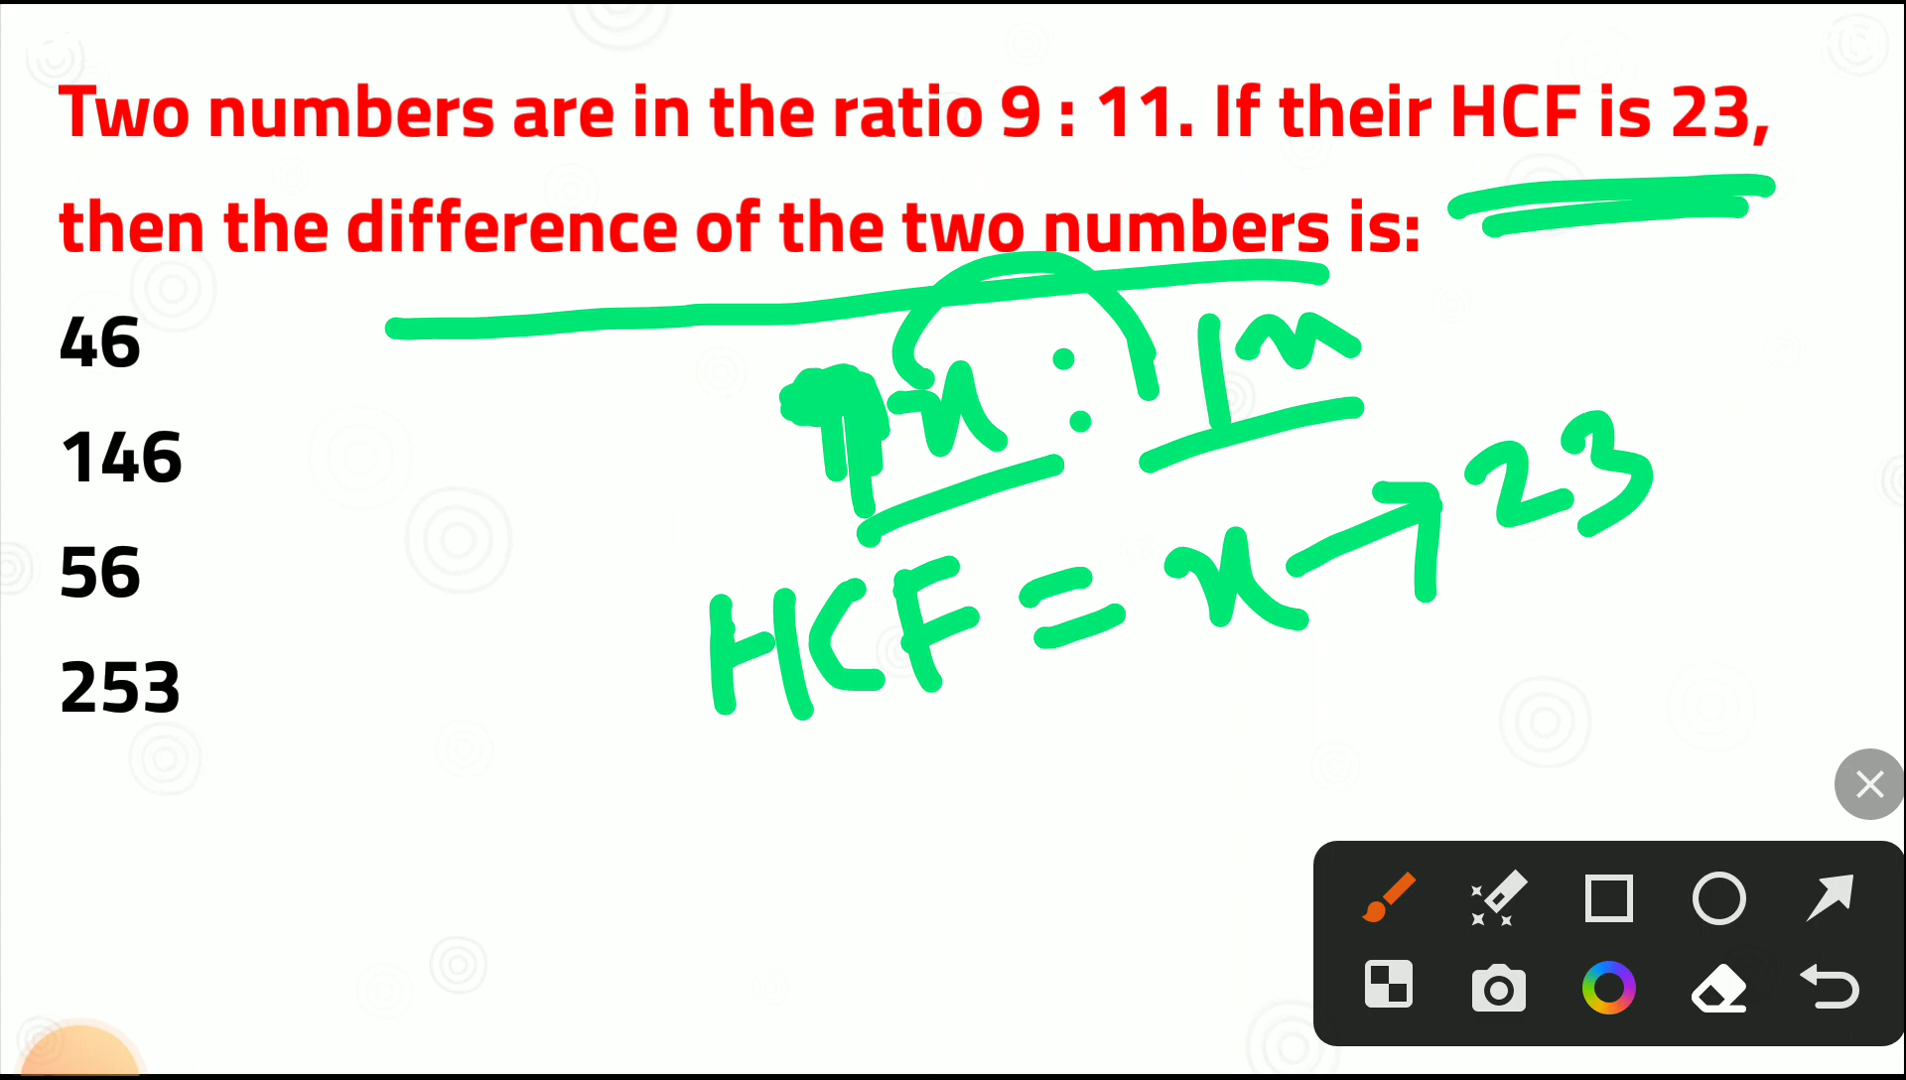 Two numbers are in the ratio 9 : 11. If their HCF is 23,
then the difference of the two numbers is:
46
146
56
253
9x : 11x
HCF = x → 23